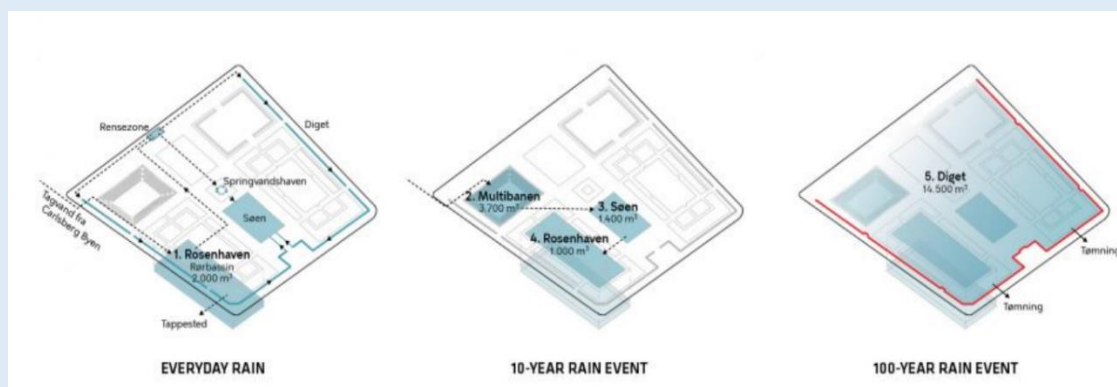 Rensezone
Diget
Springvandshaven
Søen
Tagvand fra
Carlsberg Byen
1. Rosenhaven
Rørbassin
2.000 m³
Tappested
EVERYDAY RAIN
2. Multibanen
3.700 m³
3. Søen
1.400 m³
4. Rosenhaven
1.000 m³
10-YEAR RAIN EVENT
5. Diget
14.500 m³
Tømning
Tømning
100-YEAR RAIN EVENT